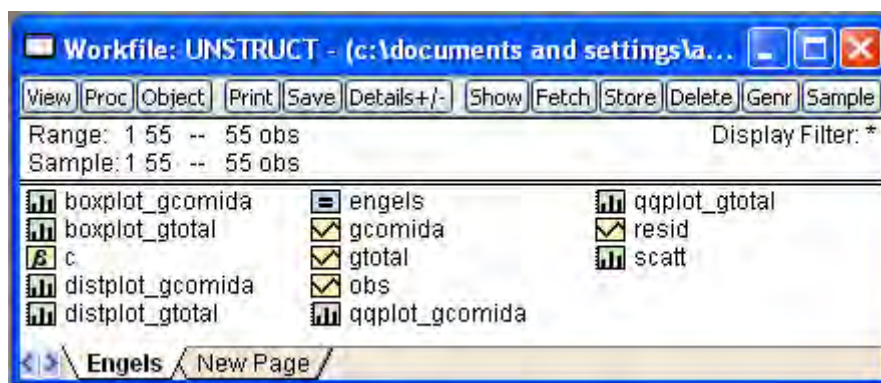 Workfile: UNSTRUCT - (c:\documents and settings\a...
View Proc Object Print Save Details+/- Show Fetch Store Delete Genr Sample
Range: 1 55 -- 55 obs Display Filter: *
Sample: 1 55 -- 55 obs
boxplot_gcomida engels qqplot_gtotal
boxplot_gtotal gcomida resid
c gtotal scatt
distplot_gcomida obs
distplot_gtotal qqplot_gcomida
Engels New Page